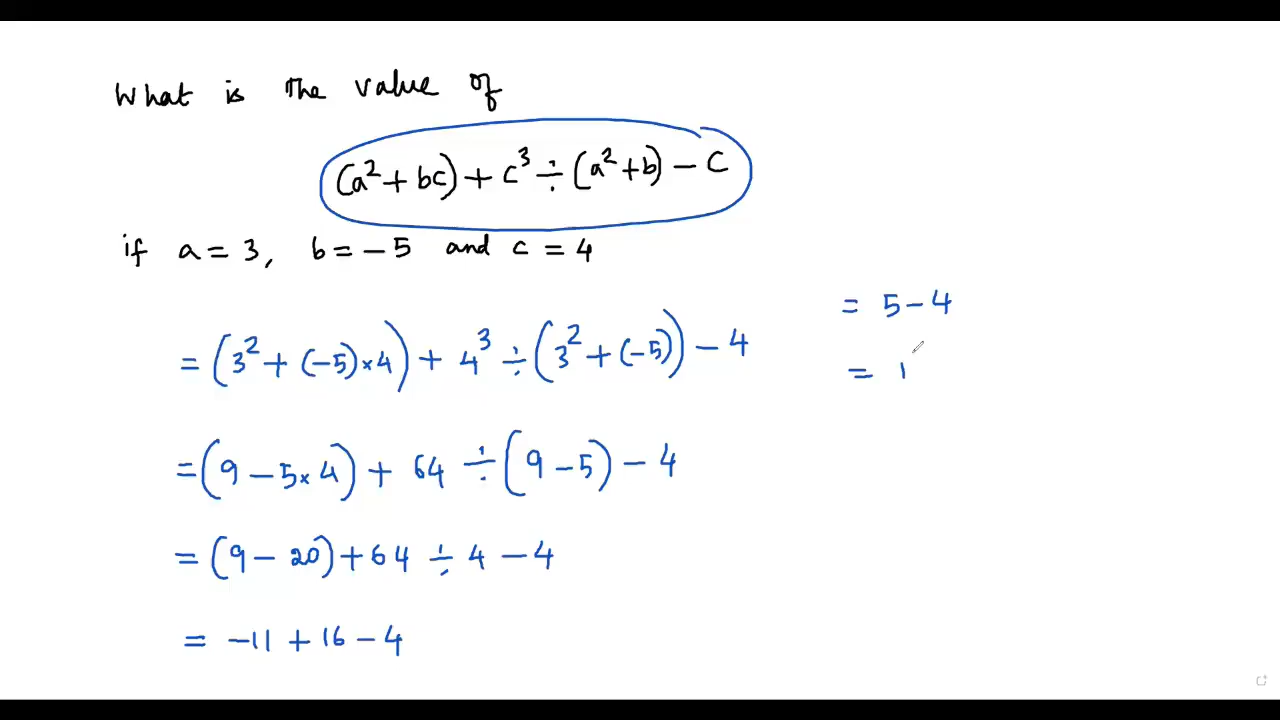 What is the value of
(a²+ bc) + c³ ÷ (a²+b) − c
if a = 3, b = − 5 and c = 4
= (3² + (−5)×4) + 4³ ÷ (3² + (−5)) − 4
= (9 − 5×4) + 64 ÷ (9 − 5) − 4
= (9 − 20) + 64 ÷ 4 − 4
= −11 + 16 − 4
= 5 − 4
= 1